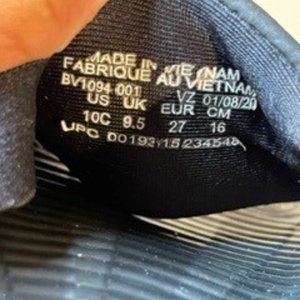 MADE IN VIETNAM
FABRIQUE AU VIETNAM
BV1094 001 VZ 01/08/20
US UK EUR CM
10C 9.5 27 16
UPC